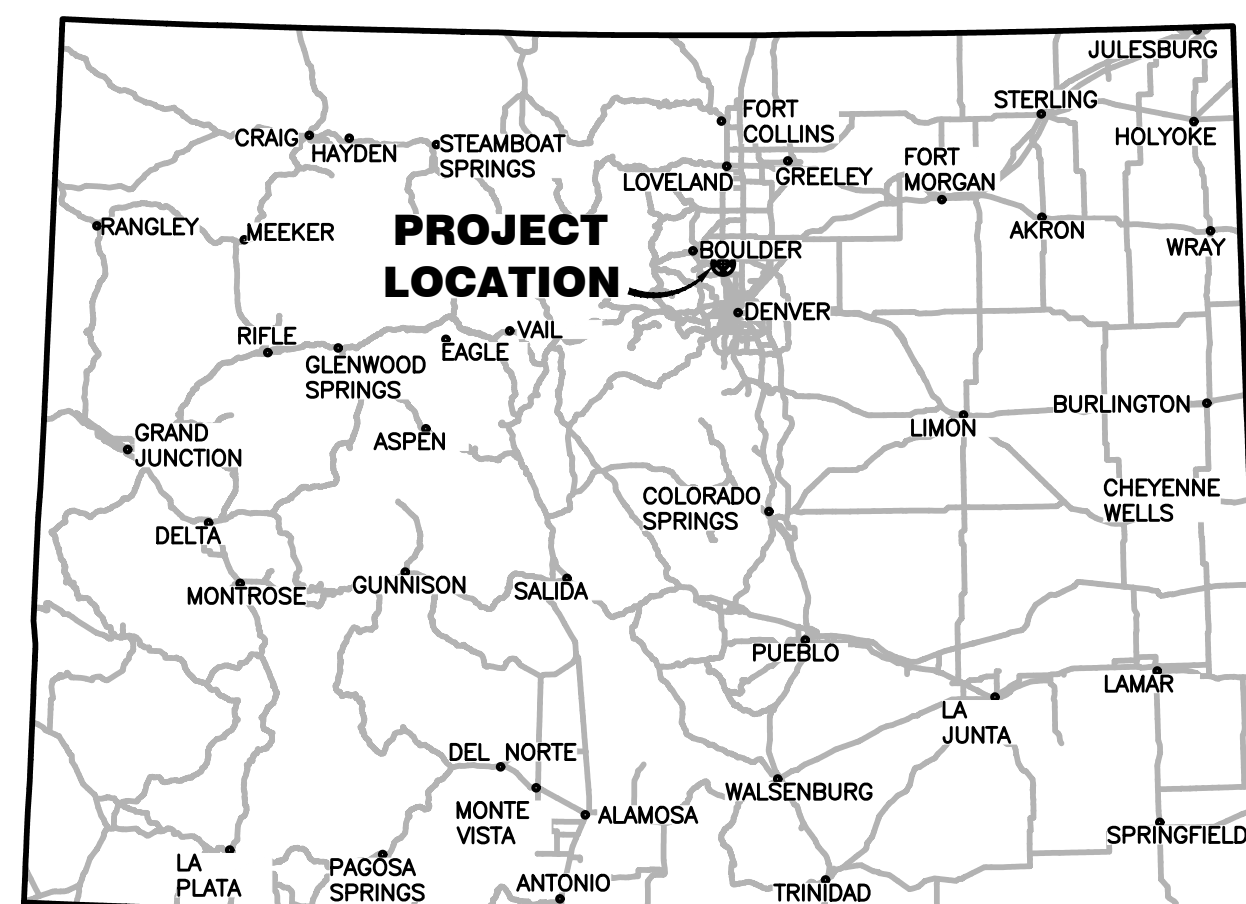 JULESBURG
STERLING
FORT
COLLINS
CRAIG
HAYDEN
STEAMBOAT
SPRINGS
HOLYOKE
FORT
MORGAN
LOVELAND
GREELEY
RANGLEY
MEEKER
PROJECT
LOCATION
BOULDER
AKRON
WRAY
DENVER
RIFLE
VAIL
EAGLE
GLENWOOD
SPRINGS
BURLINGTON
LIMON
GRAND
JUNCTION
ASPEN
COLORADO
SPRINGS
CHEYENNE
WELLS
DELTA
MONTROSE
GUNNISON
SALIDA
PUEBLO
LAMAR
LA
JUNTA
DEL NORTE
WALSENBURG
MONTE
VISTA
ALAMOSA
SPRINGFIELD
LA
PLATA
PAGOSA
SPRINGS
ANTONIO
TRINIDAD